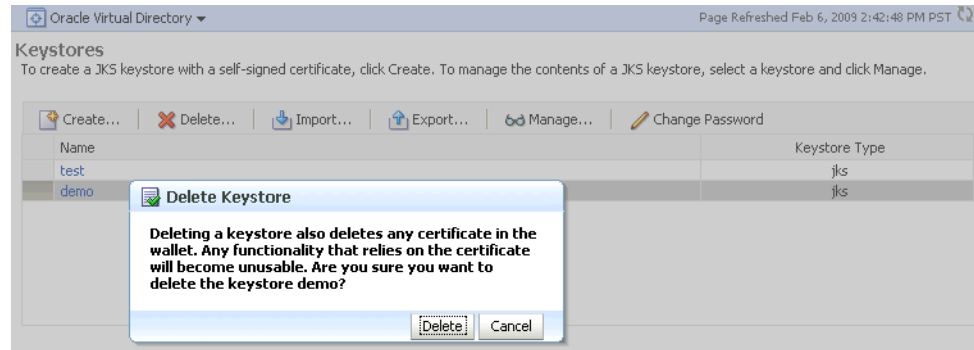 Oracle Virtual Directory
Page Refreshed Feb 6, 2009 2:42:48 PM PST
Keystores
To create a JKS keystore with a self-signed certificate, click Create. To manage the contents of a JKS keystore, select a keystore and click Manage.
Create... Delete... Import... Export... Manage... Change Password
Name Keystore Type
test jks
demo jks
Delete Keystore
Deleting a keystore also deletes any certificate in the
wallet. Any functionality that relies on the certificate
will become unusable. Are you sure you want to
delete the keystore demo?
Delete Cancel